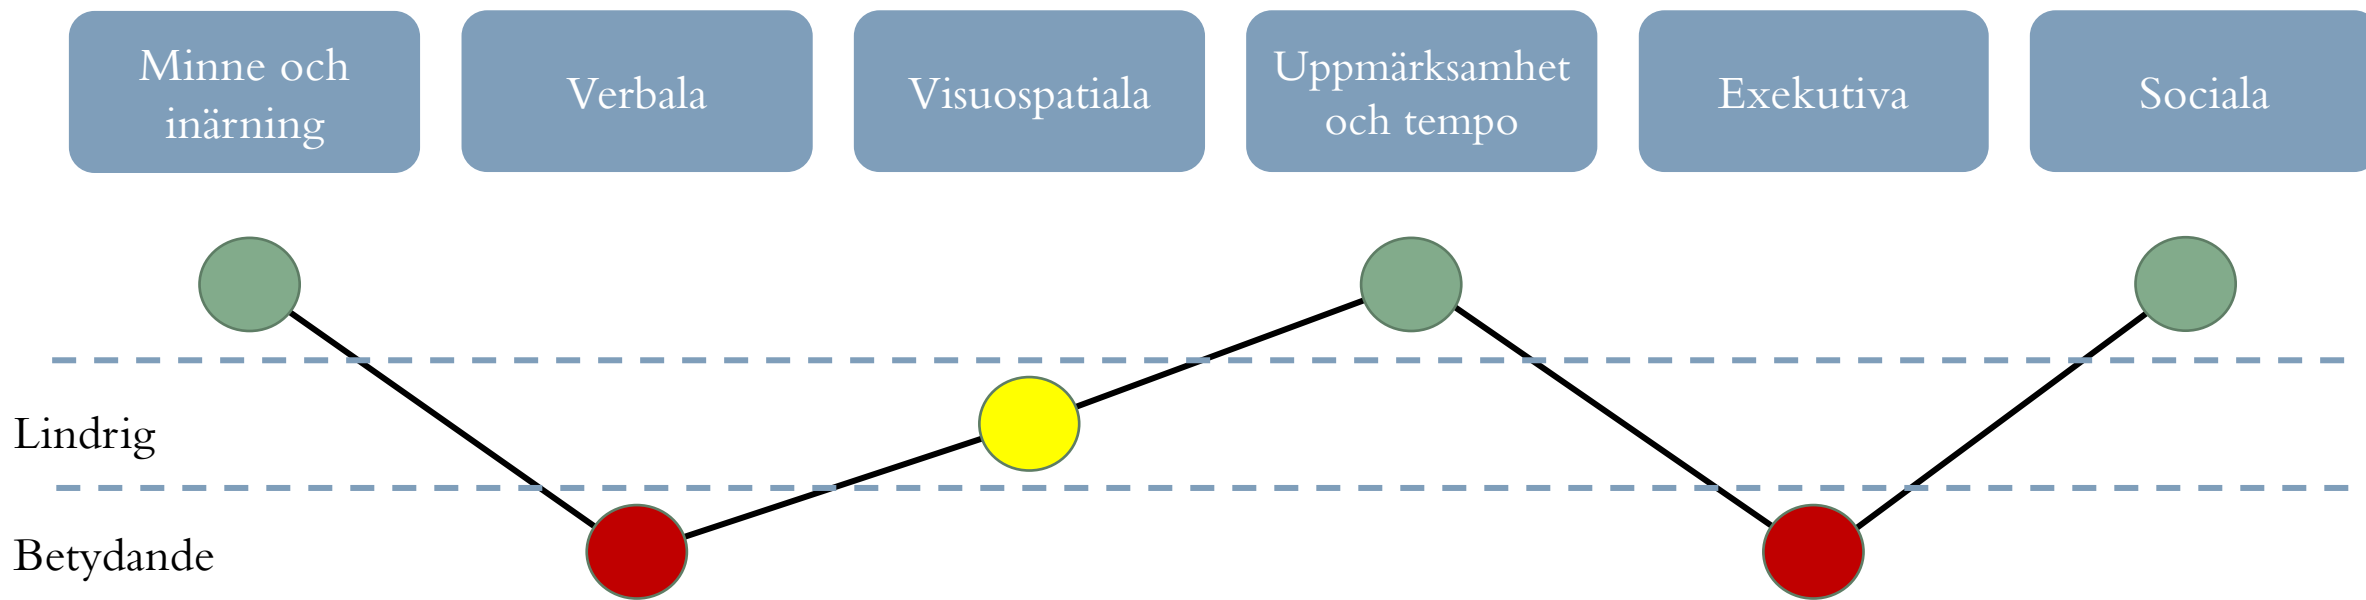 Minne och
inärning
Verbala
Visuospatiala
Uppmärksamhet
och tempo
Exekutiva
Sociala
Lindrig
Betydande